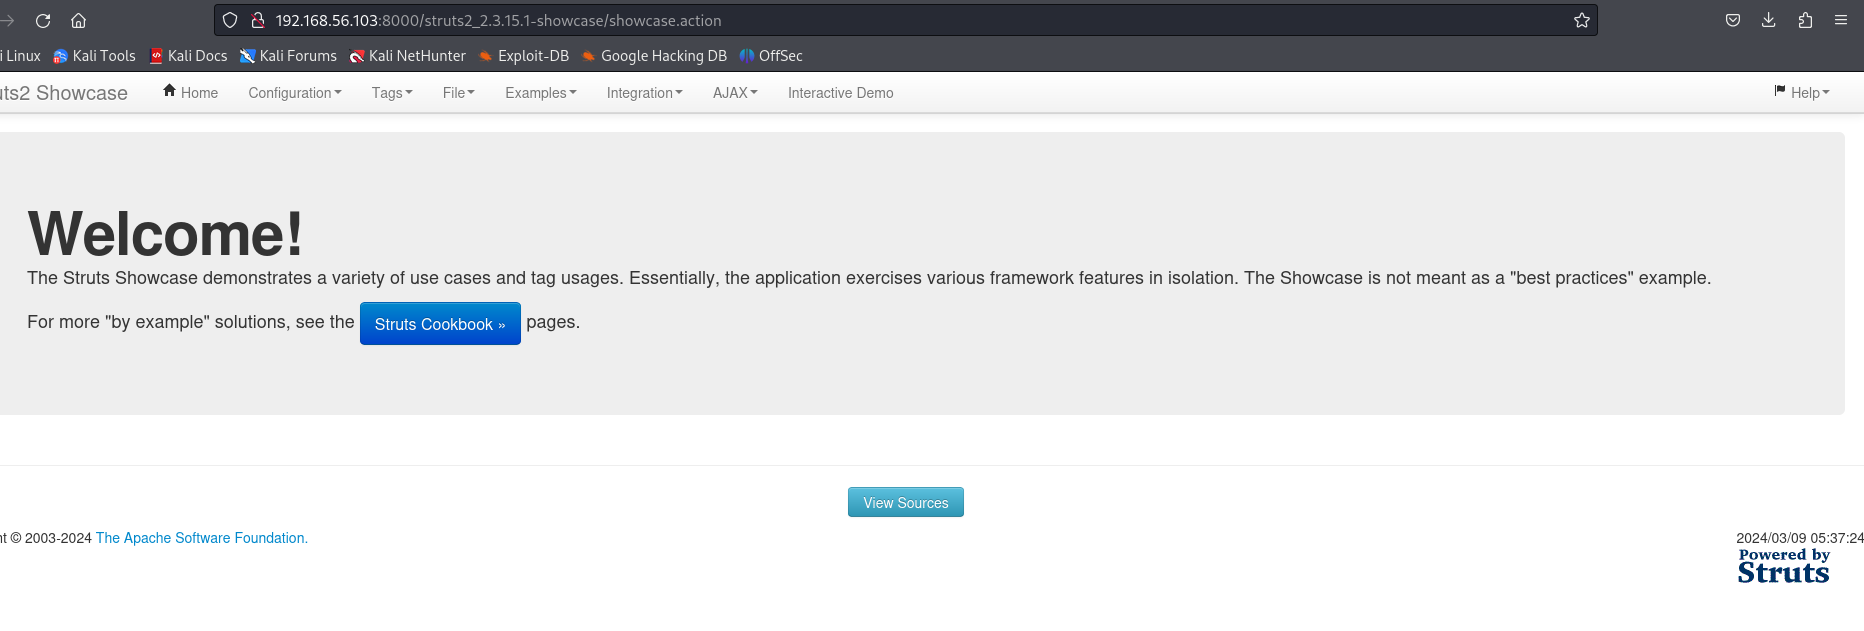 192.168.56.103:8000/struts2_2.3.15.1-showcase/showcase.action
i Linux Kali Tools Kali Docs Kali Forums Kali NetHunter Exploit-DB Google Hacking DB OffSec
uts2 Showcase Home Configuration Tags File Examples Integration AJAX Interactive Demo Help
Welcome!
The Struts Showcase demonstrates a variety of use cases and tag usages. Essentially, the application exercises various framework features in isolation. The Showcase is not meant as a "best practices" example.
For more "by example" solutions, see the Struts Cookbook » pages.
View Sources
ht © 2003-2024 The Apache Software Foundation. 2024/03/09 05:37:24
Powered by
Struts